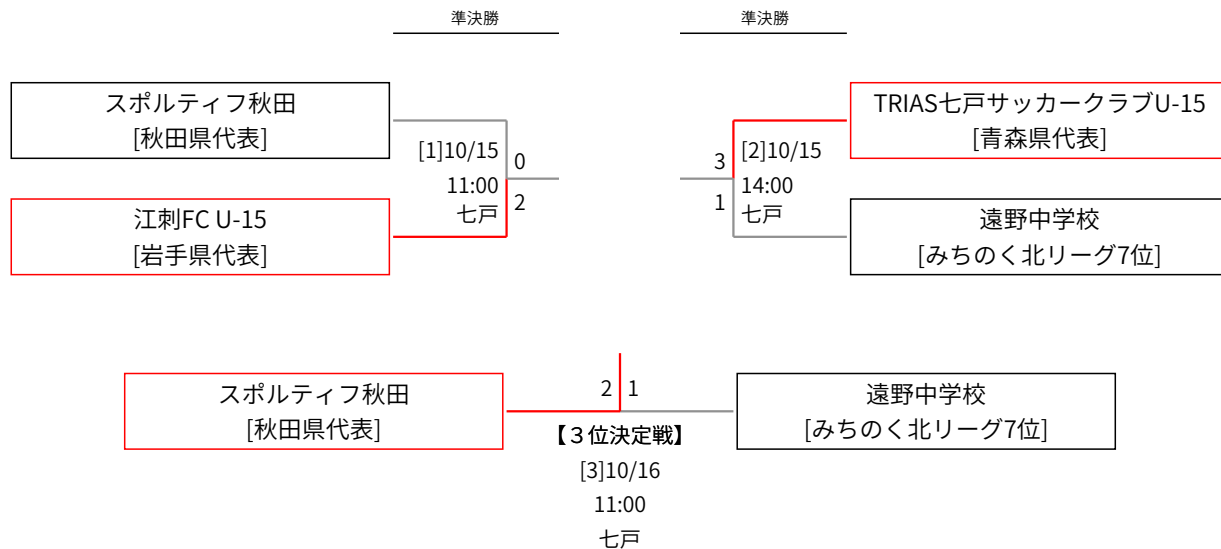 準決勝
準決勝
スポルティフ秋田
[秋田県代表]
江刺FC U-15
[岩手県代表]
[1]10/15
11:00
七戸
0
2
3
1
[2]10/15
14:00
七戸
TRIAS七戸サッカークラブU-15
[青森県代表]
遠野中学校
[みちのく北リーグ7位]
スポルティフ秋田
[秋田県代表]
2
1
【３位決定戦】
[3]10/16
11:00
七戸
遠野中学校
[みちのく北リーグ7位]